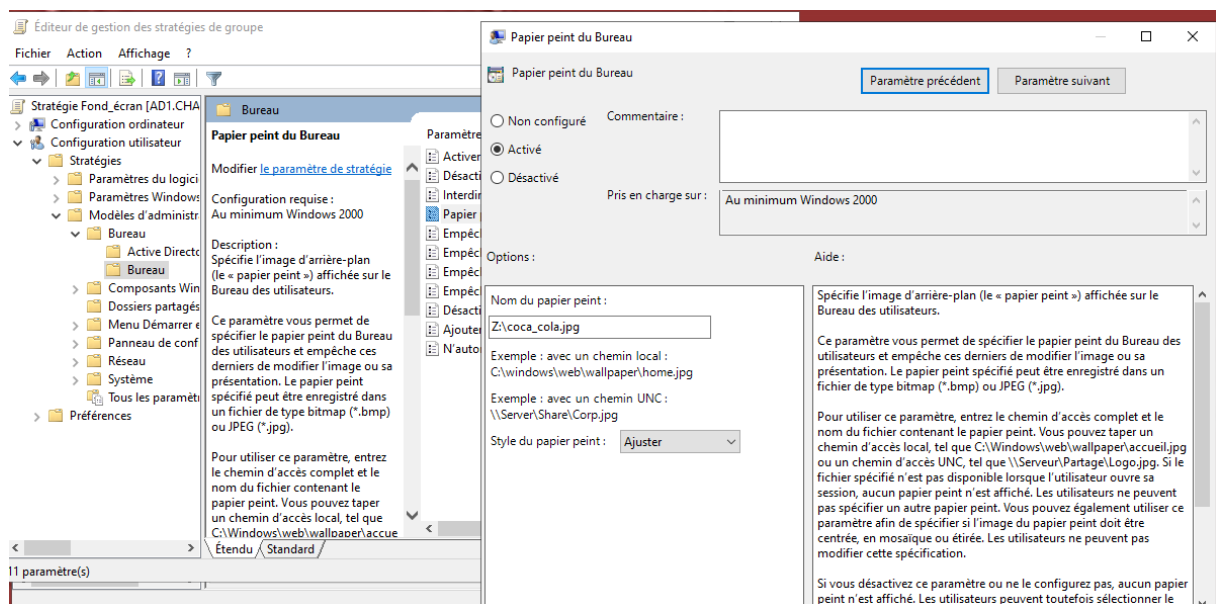 Éditeur de gestion des stratégies de groupe
Fichier Action Affichage ?
Stratégie Fond_écran [AD1.CHA
Configuration ordinateur
Configuration utilisateur
Stratégies
Paramètres du logici
Paramètres Windows
Modèles d'administr
Bureau
Active Directo
Bureau
Composants Win
Dossiers partagés
Menu Démarrer e
Panneau de conf
Réseau
Système
Tous les paramèt
Préférences
11 paramètre(s)
Bureau
Papier peint du Bureau
Modifier le paramètre de stratégie
Configuration requise :
Au minimum Windows 2000
Description :
Spécifie l'image d'arrière-plan
(le « papier peint ») affichée sur le
Bureau des utilisateurs.
Ce paramètre vous permet de
spécifier le papier peint du Bureau
des utilisateurs et empêche ces
derniers de modifier l'image ou sa
présentation. Le papier peint
spécifié peut être enregistré dans
un fichier de type bitmap (*.bmp)
ou JPEG (*.jpg).
Pour utiliser ce paramètre, entrez
le chemin d'accès complet et le
nom du fichier contenant le
papier peint. Vous pouvez taper
un chemin d'accès local, tel que
C:\Windows\web\wallpaper\accue
Étendu Standard
Paramètre
Activer
Désacti
Interdir
Papier
Empêc
Empêc
Empêc
Empêc
Désacti
Ajouter
N'auto
Papier peint du Bureau
Papier peint du Bureau
Paramètre précédent Paramètre suivant
Non configuré
Activé
Désactivé
Commentaire :
Pris en charge sur :
Au minimum Windows 2000
Options :
Aide :
Nom du papier peint :
Z:\coca_cola.jpg
Exemple : avec un chemin local :
C:\windows\web\wallpaper\home.jpg
Exemple : avec un chemin UNC :
\\Server\Share\Corp.jpg
Style du papier peint : Ajuster
Spécifie l'image d'arrière-plan (le « papier peint ») affichée sur le
Bureau des utilisateurs.
Ce paramètre vous permet de spécifier le papier peint du Bureau des
utilisateurs et empêche ces derniers de modifier l'image ou sa
présentation. Le papier peint spécifié peut être enregistré dans un
fichier de type bitmap (*.bmp) ou JPEG (*.jpg).
Pour utiliser ce paramètre, entrez le chemin d'accès complet et le
nom du fichier contenant le papier peint. Vous pouvez taper un
chemin d'accès local, tel que C:\Windows\web\wallpaper\accueil.jpg
ou un chemin d'accès UNC, tel que \\Serveur\Partage\Logo.jpg. Si le
fichier spécifié n'est pas disponible lorsque l'utilisateur ouvre sa
session, aucun papier peint n'est affiché. Les utilisateurs ne peuvent
pas spécifier un autre papier peint. Vous pouvez également utiliser ce
paramètre afin de spécifier si l'image du papier peint doit être
centrée, en mosaïque ou étirée. Les utilisateurs ne peuvent pas
modifier cette spécification.
Si vous désactivez ce paramètre ou ne le configurez pas, aucun papier
peint n'est affiché. Les utilisateurs peuvent toutefois sélectionner le